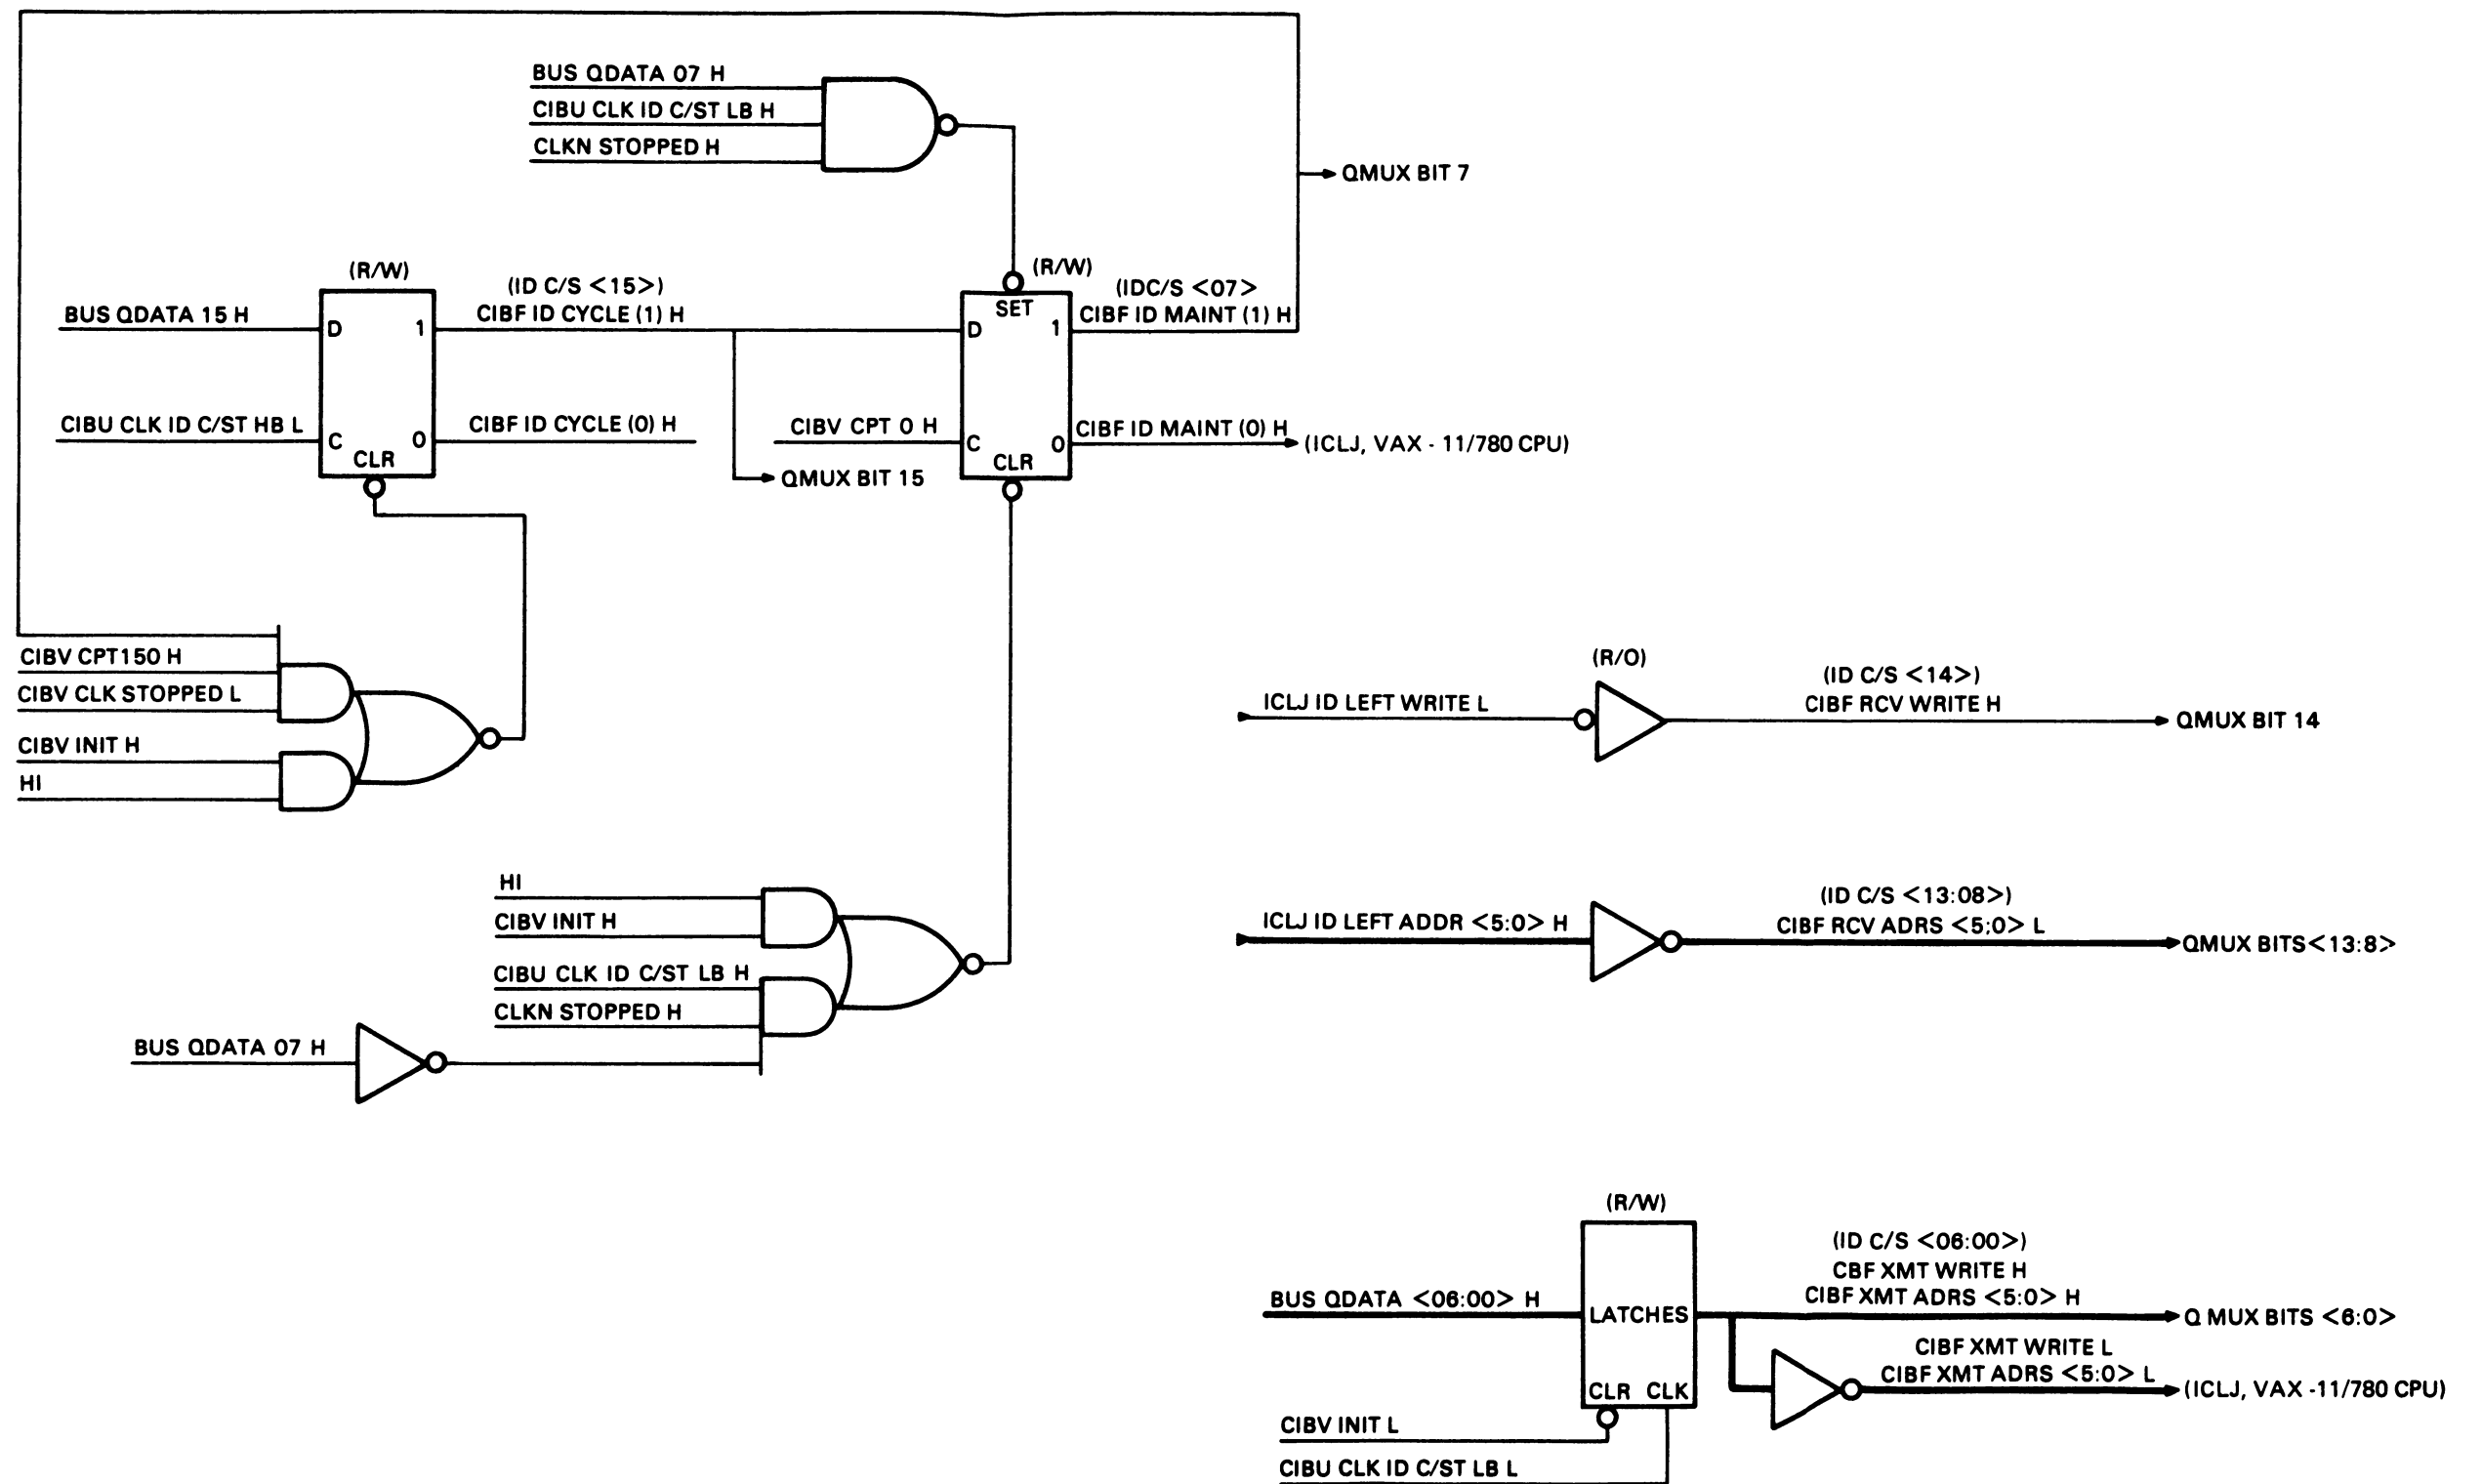 BUS QDATA 07 H
CIBU CLK ID C/ST LB H
CLKN STOPPED H
QMUX BIT 7
(R/W)
BUS QDATA 15 H
D
1
CIBU CLK ID C/ST HB L
C
0
CLR
(ID C/S <15>)
CIBF ID CYCLE (1) H
CIBF ID CYCLE (0) H
QMUX BIT 15
(R/W)
SET
D
1
CIBV CPT 0 H
C
0
CLR
(IDC/S <07>
CIBF ID MAINT (1) H
CIBF ID MAINT (0) H
(ICLJ, VAX - 11/780 CPU)
CIBV CPT150 H
CIBV CLK STOPPED L
CIBV INIT H
HI
HI
CIBV INIT H
CIBU CLK ID C/ST LB H
CLKN STOPPED H
BUS QDATA 07 H
(R/O)
ICLJ ID LEFT WRITE L
(ID C/S <14>)
CIBF RCV WRITE H
QMUX BIT 14
ICLJ ID LEFT ADDR <5:0> H
(ID C/S <13:08>)
CIBF RCV ADRS <5;0> L
QMUX BITS<13:8>
(R/W)
BUS QDATA <06:00> H
LATCHES
CLR CLK
(ID C/S <06:00>)
CBF XMT WRITE H
CIBF XMT ADRS <5:0> H
Q MUX BITS <6:0>
CIBF XMT WRITE L
CIBF XMT ADRS <5:0> L
(ICLJ, VAX -11/780 CPU)
CIBV INIT L
CIBU CLK ID C/ST LB L